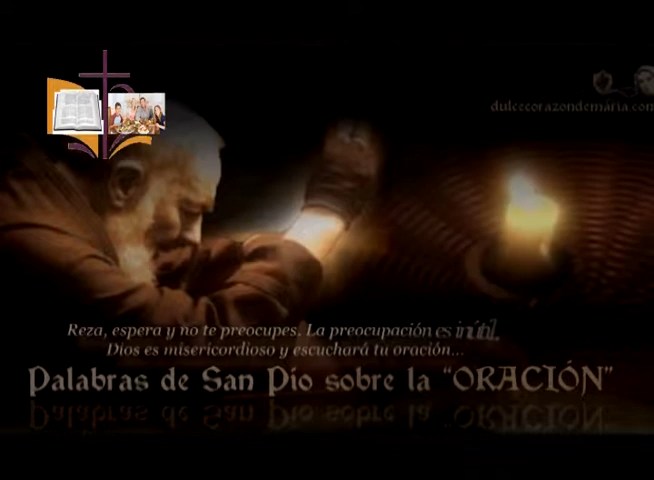 dulcecorazondemaria.com
Reza, espera y no te preocupes. La preocupación es inútil.
Dios es misericordioso y escuchará tu oración...
Palabras de San Pío sobre la "ORACIÓN"